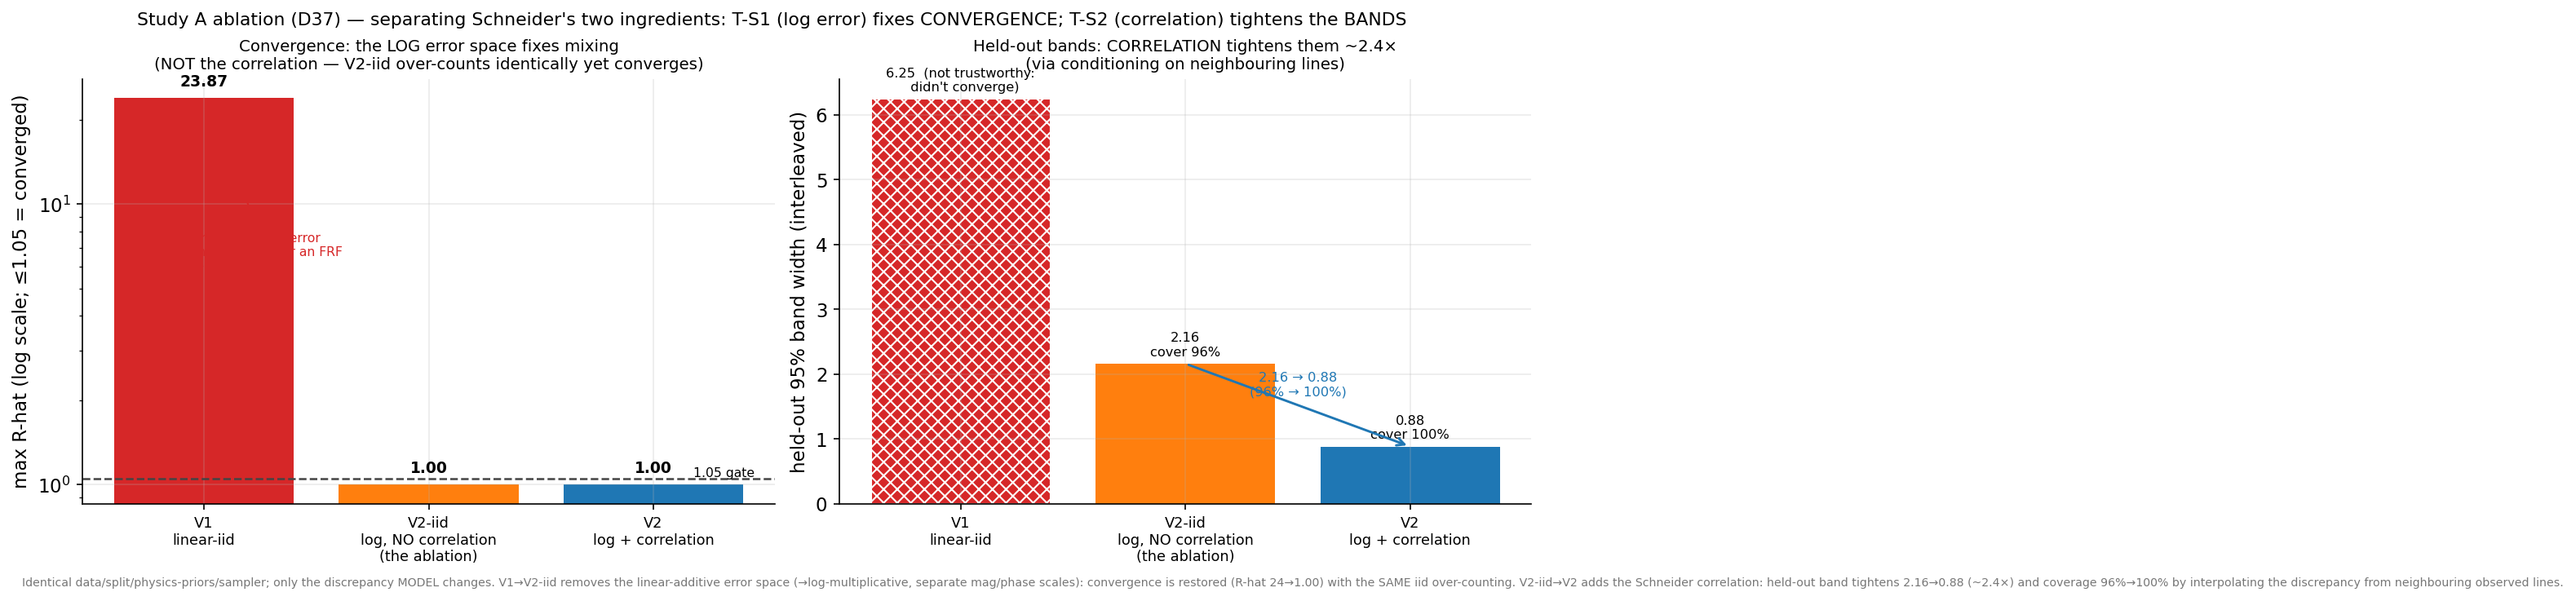 Study A ablation (D37) — separating Schneider's two ingredients: T-S1 (log error) fixes CONVERGENCE; T-S2 (correlation) tightens the BANDS
Convergence: the LOG error space fixes mixing
(NOT the correlation — V2-iid over-counts identically yet converges)
max R-hat (log scale; ≤1.05 = converged)
10¹
10⁰
23.87
error
an FRF
1.00
1.00
1.05 gate
V1
linear-iid
V2-iid
log, NO correlation
(the ablation)
V2
log + correlation
Held-out bands: CORRELATION tightens them ~2.4×
(via conditioning on neighbouring lines)
held-out 95% band width (interleaved)
6
5
4
3
2
1
0
6.25 (not trustworthy:
didn't converge)
2.16
cover 96%
2.16 → 0.88
(96% → 100%)
0.88
cover 100%
V1
linear-iid
V2-iid
log, NO correlation
(the ablation)
V2
log + correlation
Identical data/split/physics-priors/sampler; only the discrepancy MODEL changes. V1→V2-iid removes the linear-additive error space (→log-multiplicative, separate mag/phase scales): convergence is restored (R-hat 24→1.00) with the SAME iid over-counting. V2-iid→V2 adds the Schneider correlation: held-out band tightens 2.16→0.88 (~2.4×) and coverage 96%→100% by interpolating the discrepancy from neighbouring observed lines.